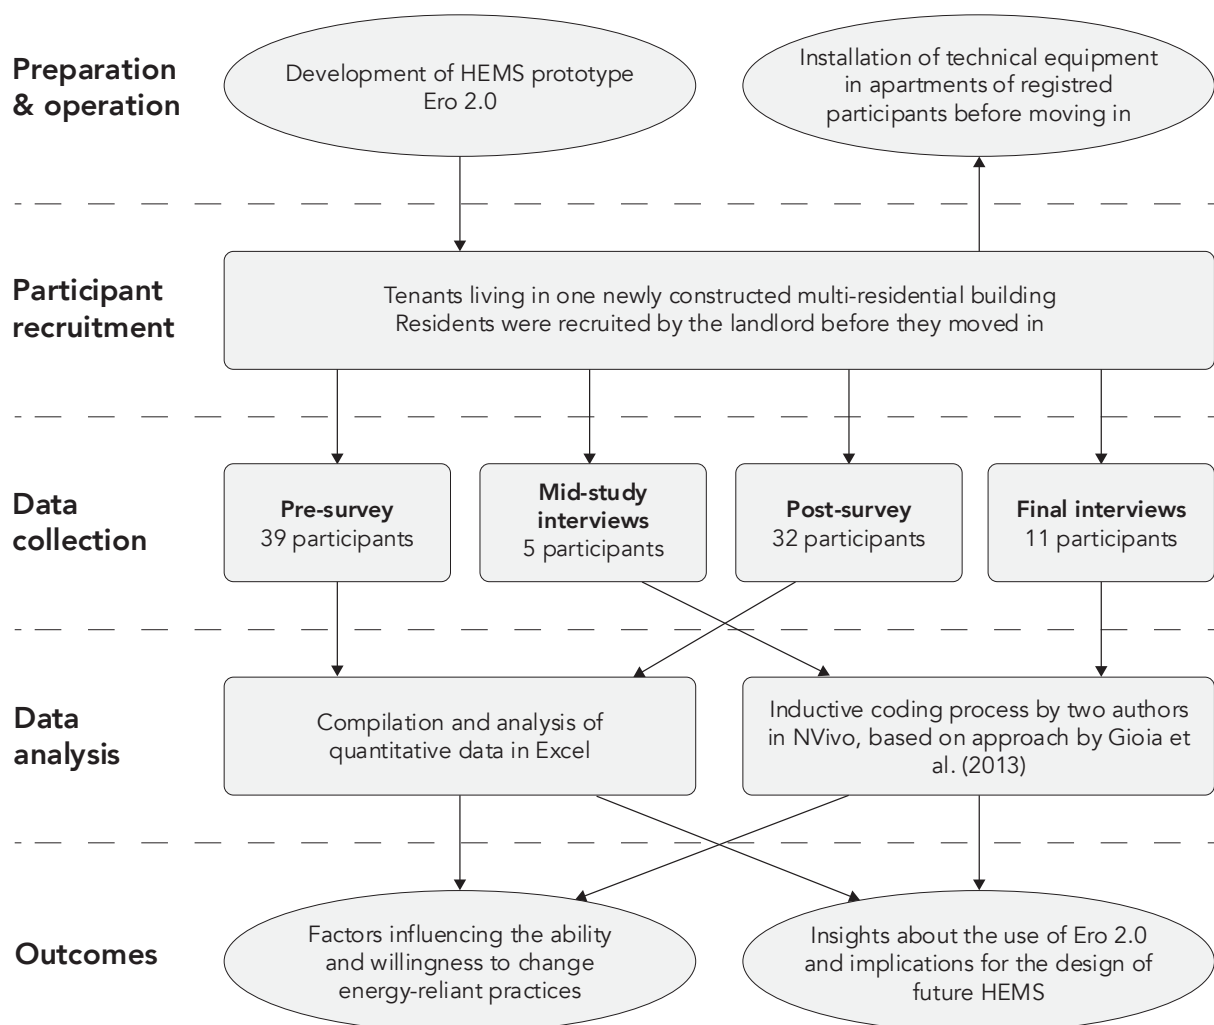 Preparation
& operation
Development of HEMS prototype
Ero 2.0
Installation of technical equipment
in apartments of registred
participants before moving in
Participant
recruitment
Tenants living in one newly constructed multi-residential building
Residents were recruited by the landlord before they moved in
Data
collection
Pre-survey
39 participants
Mid-study
interviews
5 participants
Post-survey
32 participants
Final interviews
11 participants
Data
analysis
Compilation and analysis of
quantitative data in Excel
Inductive coding process by two authors
in NVivo, based on approach by Gioia et
al. (2013)
Outcomes
Factors influencing the ability
and willingness to change
energy-reliant practices
Insights about the use of Ero 2.0
and implications for the design of
future HEMS